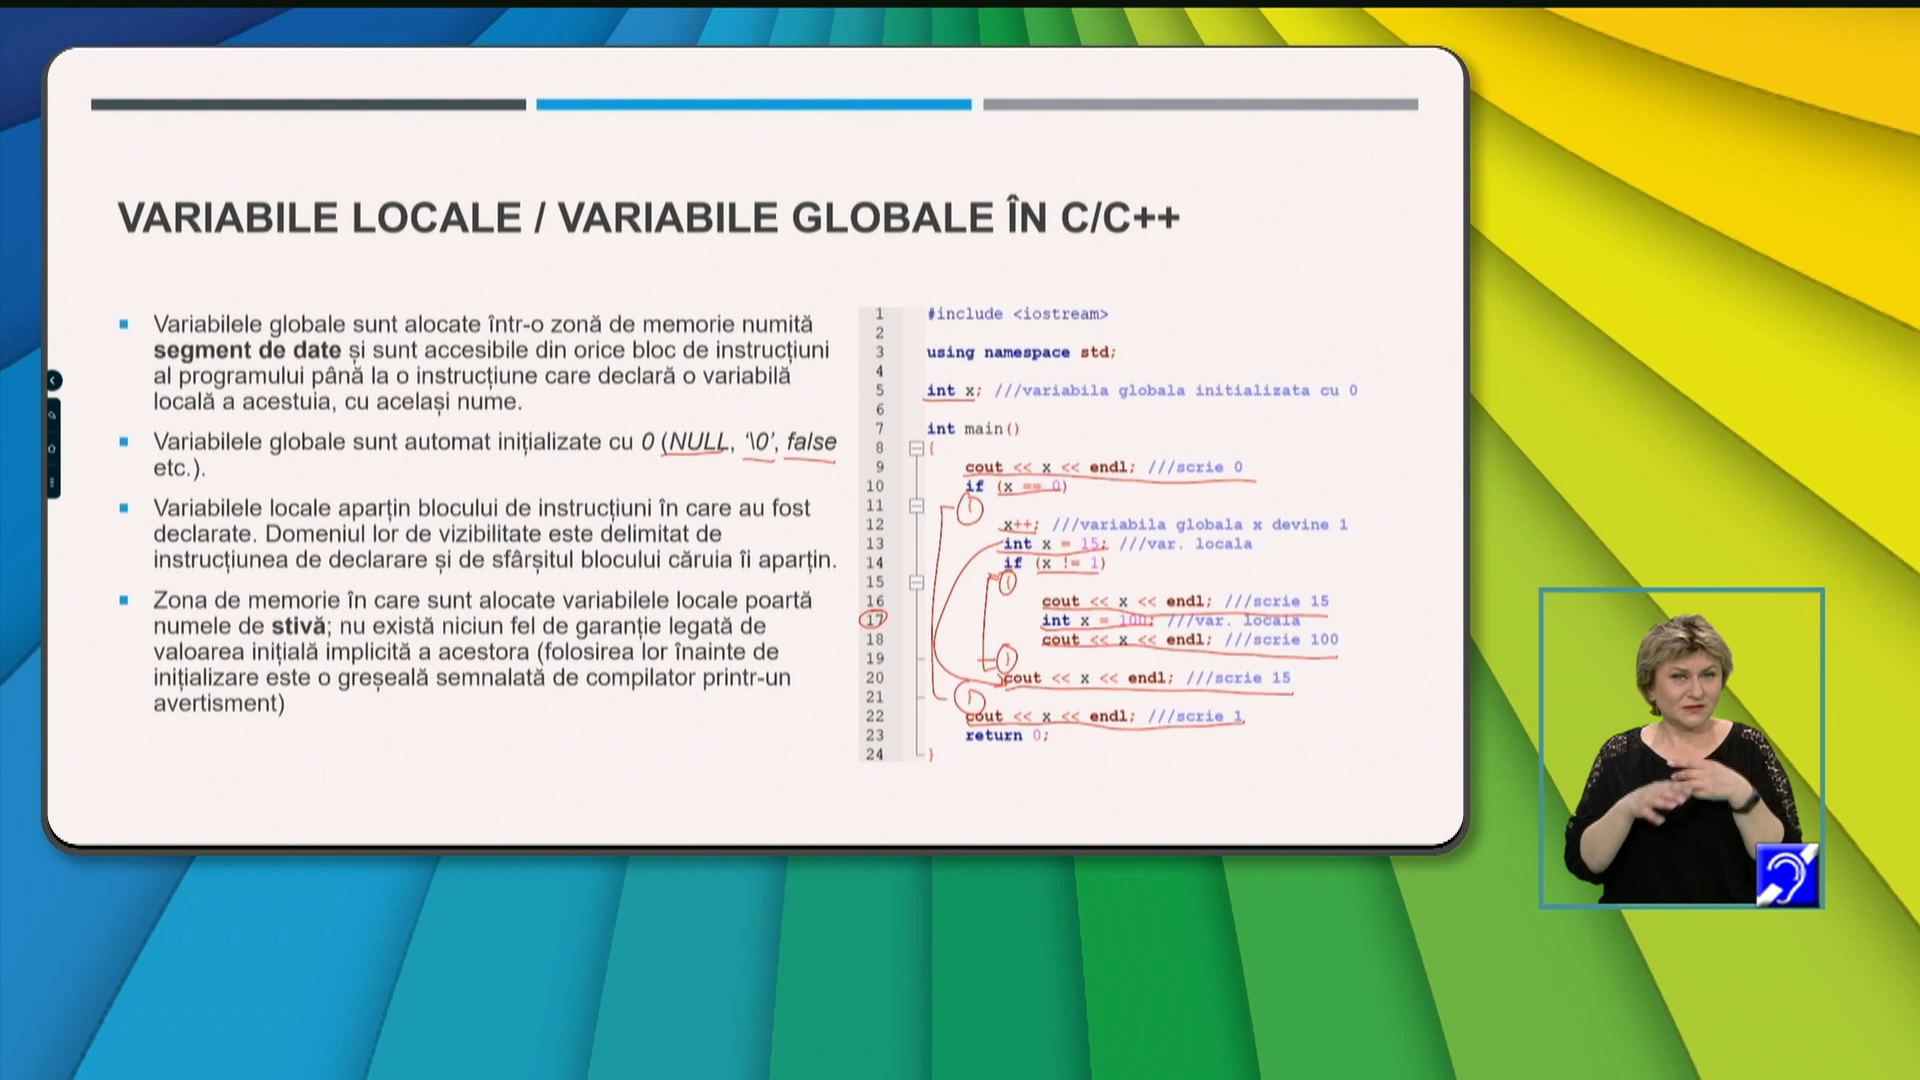 VARIABILE LOCALE / VARIABILE GLOBALE ÎN C/C++
Variabilele globale sunt alocate într-o zonă de memorie numită
segment de date și sunt accesibile din orice bloc de instrucțiuni
al programului până la o instrucțiune care declară o variabilă
locală a acestuia, cu același nume.
Variabilele globale sunt automat inițializate cu 0 (NULL, '\0', false
etc.).
Variabilele locale aparțin blocului de instrucțiuni în care au fost
declarate. Domeniul lor de vizibilitate este delimitat de
instrucțiunea de declarare și de sfârșitul blocului căruia îi aparțin.
Zona de memorie în care sunt alocate variabilele locale poartă
numele de stivă; nu există niciun fel de garanție legată de
valoarea inițială implicită a acestora (folosirea lor înainte de
inițializare este o greșeală semnalată de compilator printr-un
avertisment)
1 #include <iostream>
2
3 using namespace std;
4
5 int x; ///variabila globala initializata cu 0
6
7 int main()
8 {
9 cout << x << endl; ///scrie 0
10 if (x == 0)
11 {
12 x++; ///variabila globala x devine 1
13 int x = 15; ///var. locala
14 if (x != 1)
15 {
16 cout << x << endl; ///scrie 15
17 int x = 100; ///var. locala
18 cout << x << endl; ///scrie 100
19 }
20 cout << x << endl; ///scrie 15
21 }
22 cout << x << endl; ///scrie 1
23 return 0;
24 }